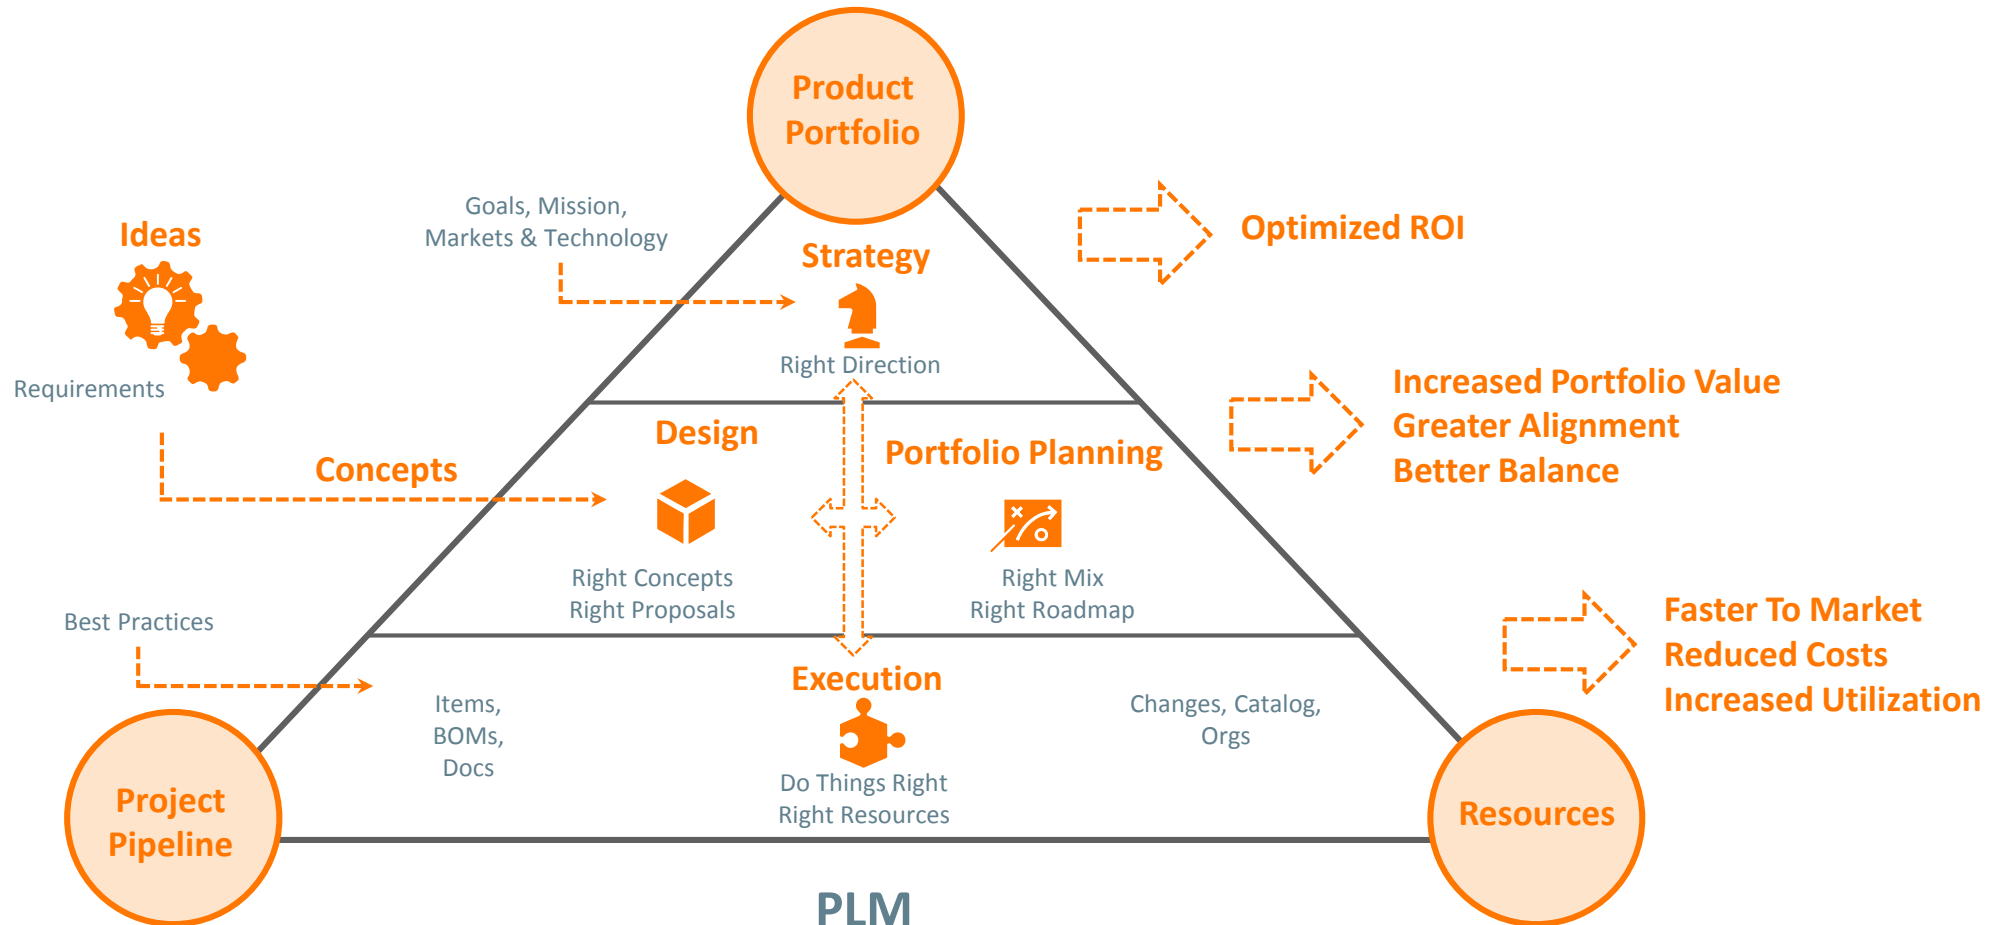 Product
Portfolio
Goals, Mission,
Markets & Technology
Ideas
Optimized ROI
Strategy
Right Direction
Requirements
Increased Portfolio Value
Greater Alignment
Better Balance
Concepts
Design
Portfolio Planning
Right Concepts
Right Proposals
Right Mix
Right Roadmap
Best Practices
Faster To Market
Reduced Costs
Increased Utilization
Execution
Items,
BOMs,
Docs
Changes, Catalog,
Orgs
Do Things Right
Right Resources
Project
Pipeline
Resources
PLM